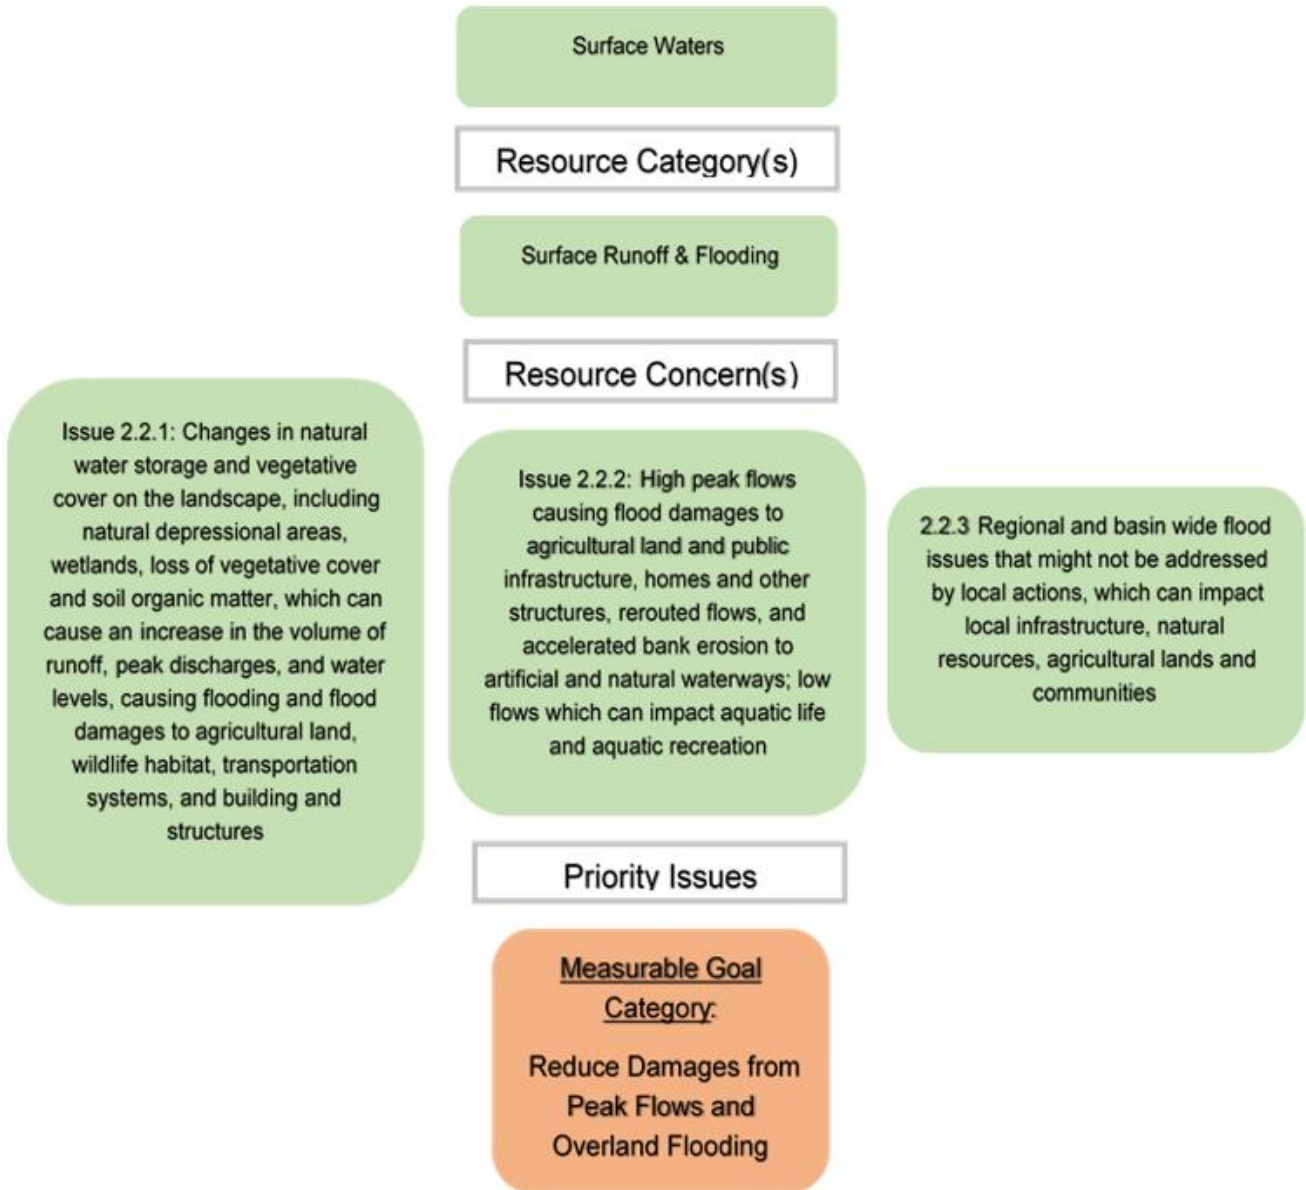 Surface Waters
Resource Category(s)
Surface Runoff & Flooding
Resource Concern(s)
Issue 2.2.1: Changes in natural
water storage and vegetative
cover on the landscape, including
natural depressional areas,
wetlands, loss of vegetative cover
and soil organic matter, which can
cause an increase in the volume of
runoff, peak discharges, and water
levels, causing flooding and flood
damages to agricultural land,
wildlife habitat, transportation
systems, and building and
structures
Issue 2.2.2: High peak flows
causing flood damages to
agricultural land and public
infrastructure, homes and other
structures, rerouted flows, and
accelerated bank erosion to
artificial and natural waterways; low
flows which can impact aquatic life
and aquatic recreation
2.2.3 Regional and basin wide flood
issues that might not be addressed
by local actions, which can impact
local infrastructure, natural
resources, agricultural lands and
communities
Priority Issues
Measurable Goal
Category:
Reduce Damages from
Peak Flows and
Overland Flooding